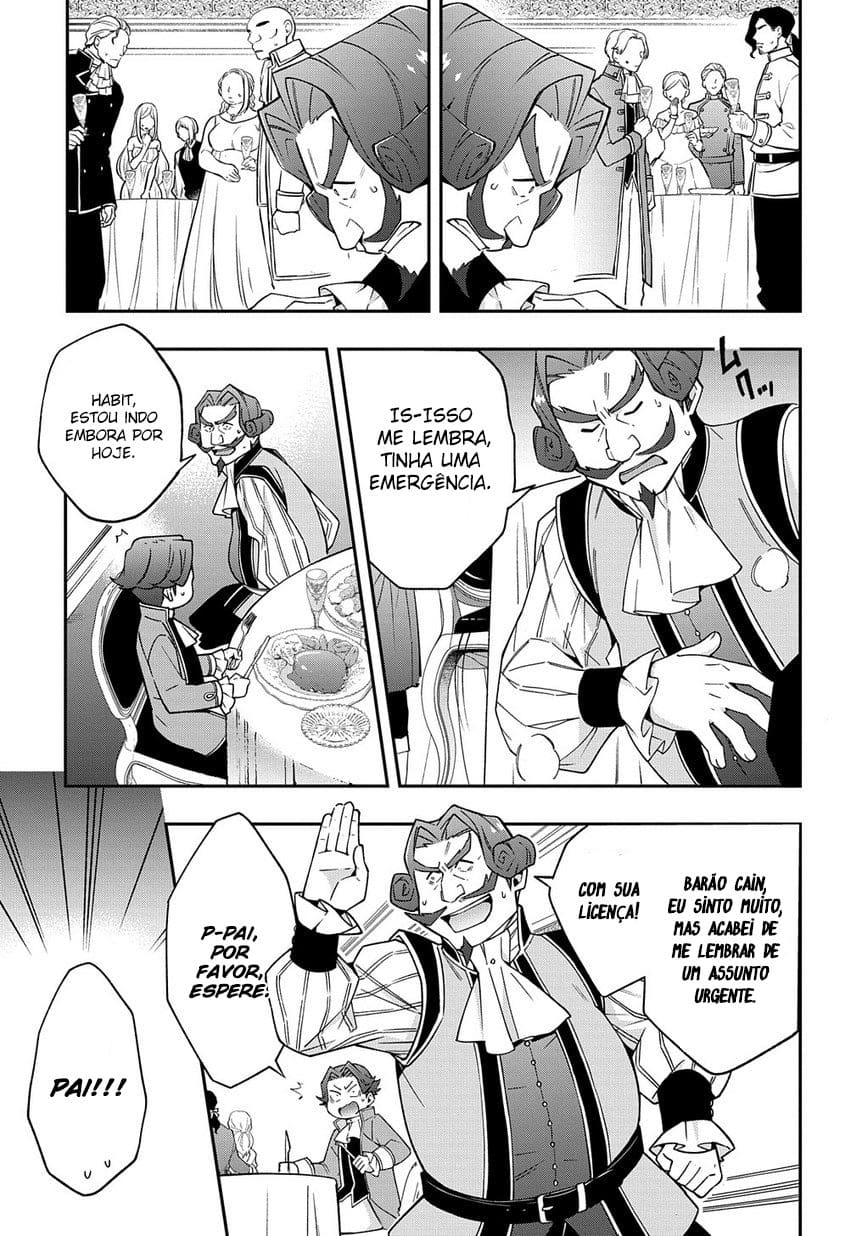 ムクッ
IS-ISSO
ME LEMBRA,
TINHA UMA
EMERGÊNCIA.
HABIT,
ESTOU INDO
EMBORA POR
HOJE.
BARÃO CAIN,
EU SINTO MUITO,
MAS ACABEI DE
ME LEMBRAR DE
UM ASSUNTO
URGENTE.
COM SUA
LICENÇA!
P-PAI,
POR
FAVOR,
ESPERE!
PAI!!!